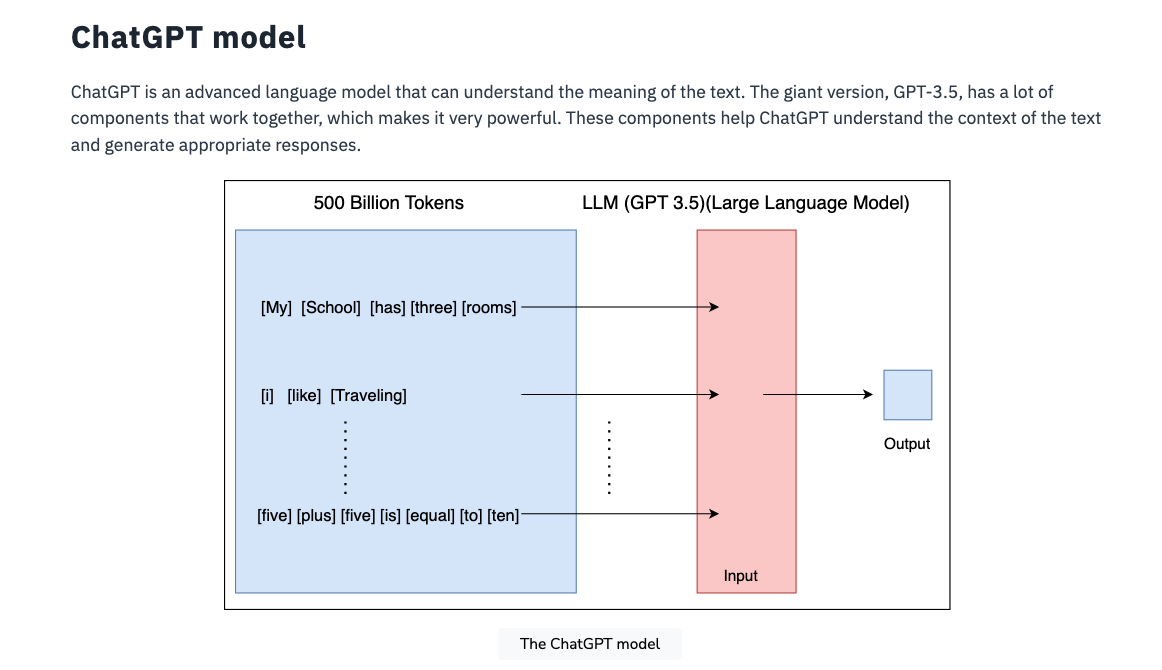 ChatGPT model
ChatGPT is an advanced language model that can understand the meaning of the text. The giant version, GPT-3.5, has a lot of
components that work together, which makes it very powerful. These components help ChatGPT understand the context of the text
and generate appropriate responses.
500 Billion Tokens
LLM (GPT 3.5)(Large Language Model)
[My] [School] [has] [three] [rooms]
[i] [like] [Traveling]
[five] [plus] [five] [is] [equal] [to] [ten]
Input
Output
The ChatGPT model